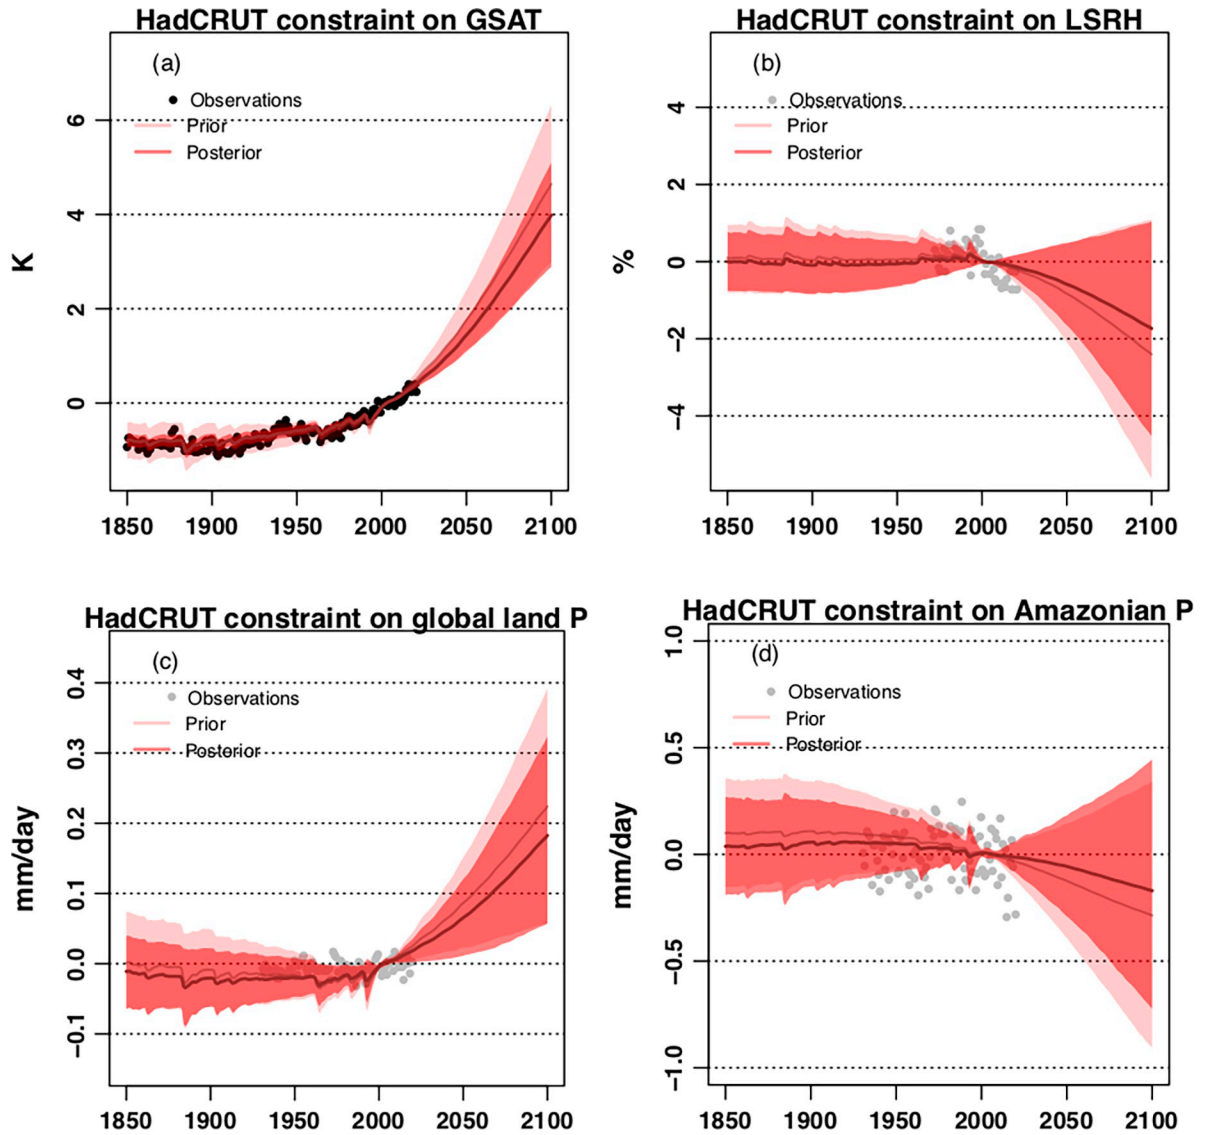 HadCRUT constraint on GSAT
(a)
Observations
Prior
Posterior
K
6
4
2
0
1850 1900 1950 2000 2050 2100
HadCRUT constraint on LSRH
(b)
Observations
Prior
Posterior
%
4
2
0
−2
−4
1850 1900 1950 2000 2050 2100
HadCRUT constraint on global land P
(c)
Observations
Prior
Posterior
mm/day
0.4
0.3
0.2
0.1
0.0
−0.1
1850 1900 1950 2000 2050 2100
HadCRUT constraint on Amazonian P
(d)
Observations
Prior
Posterior
mm/day
1.0
0.5
0.0
−0.5
−1.0
1850 1900 1950 2000 2050 2100